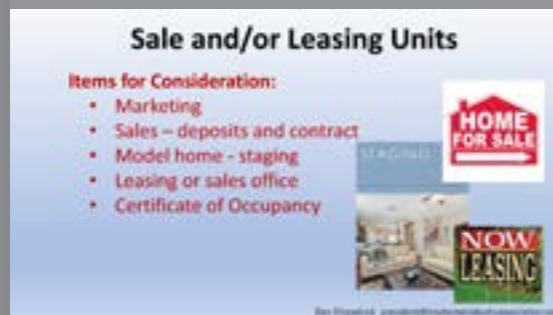 Sale and/or Leasing Units
Items for Consideration:
• Marketing
• Sales – deposits and contract
• Model home - staging
• Leasing or sales office
• Certificate of Occupancy
HOME
FOR SALE
STAGING
NOW
LEASING